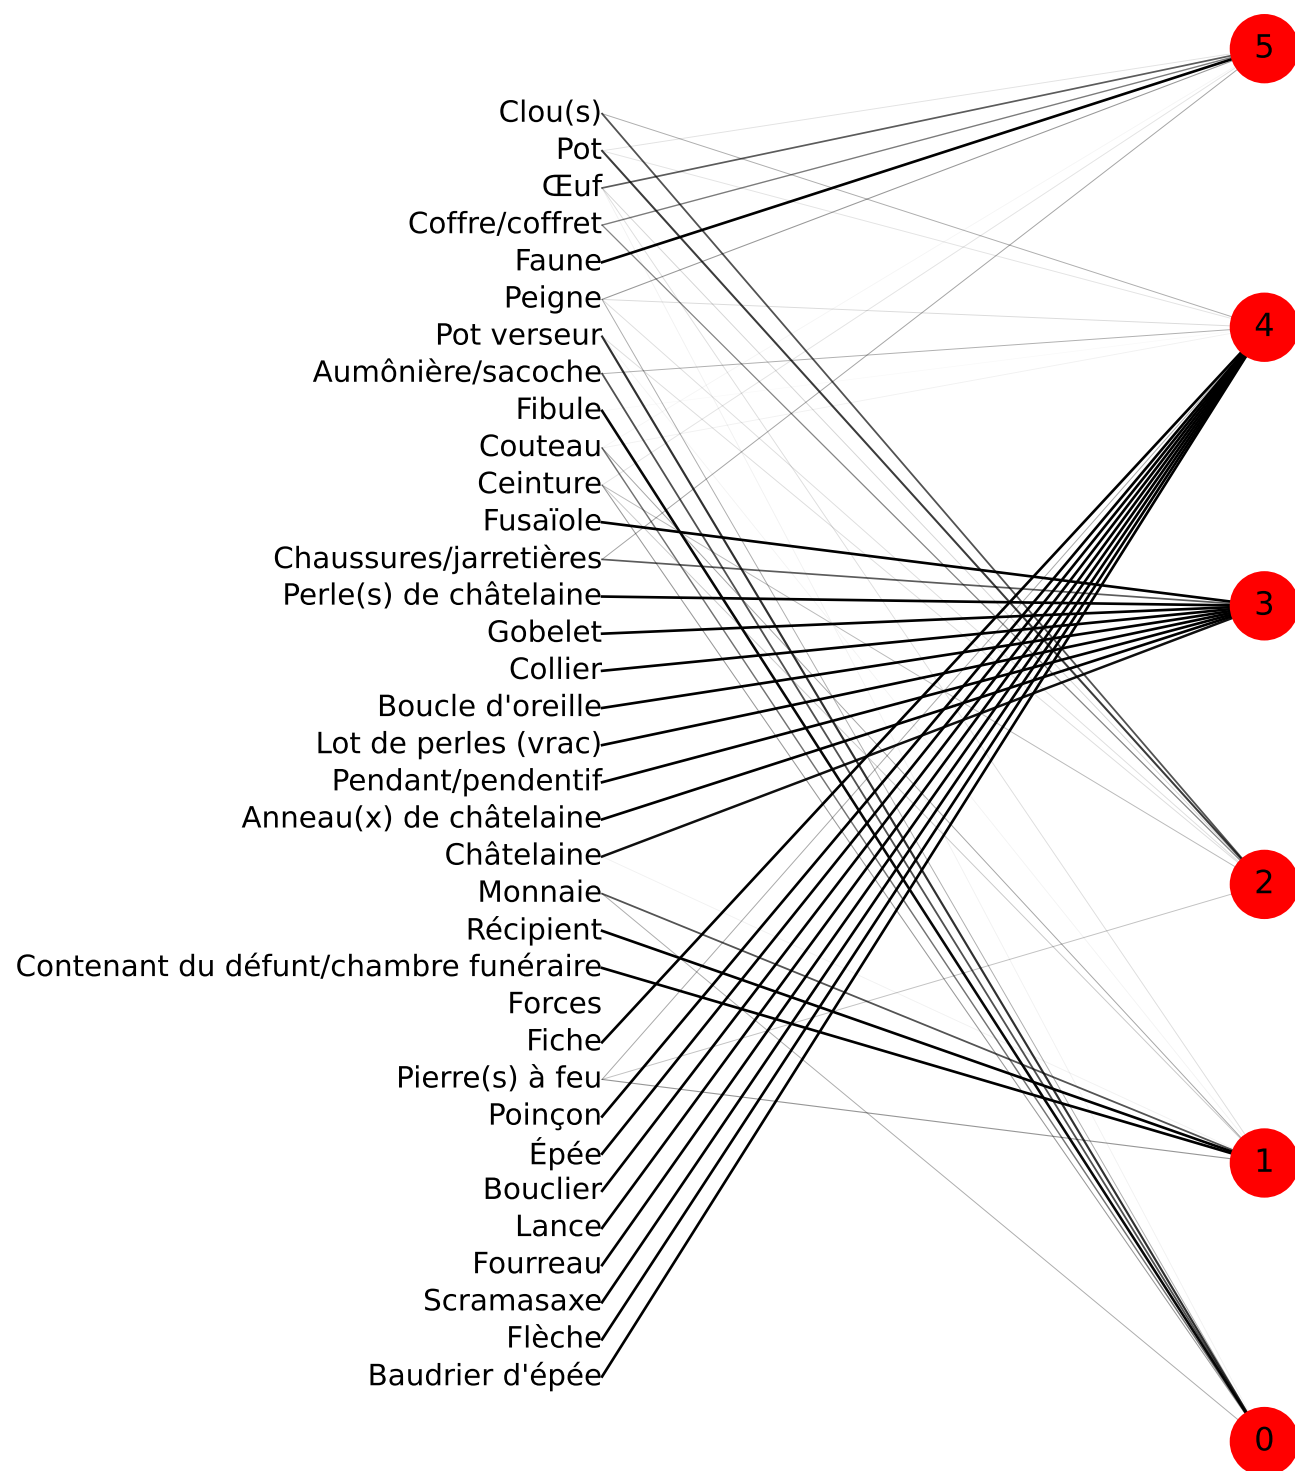 5
Clou(s)
Pot
Œuf
Coffre/coffret
Faune
Peigne
4
Pot verseur
Aumônière/sacoche
Fibule
Couteau
Ceinture
Fusaïole
Chaussures/jarretières
Perle(s) de châtelaine
3
Gobelet
Collier
Boucle d'oreille
Lot de perles (vrac)
Pendant/pendentif
Anneau(x) de châtelaine
Châtelaine
2
Monnaie
Récipient
Contenant du défunt/chambre funéraire
Forces
Fiche
Pierre(s) à feu
Poinçon
Épée
1
Bouclier
Lance
Fourreau
Scramasaxe
Flèche
Baudrier d'épée
0